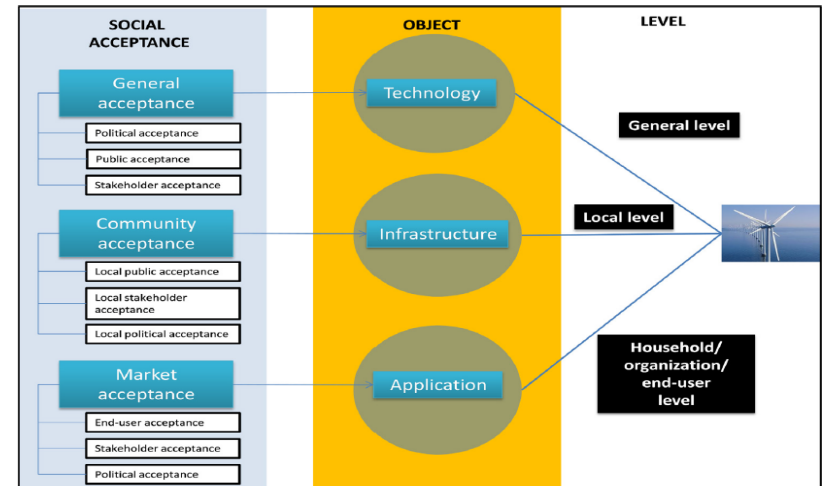 SOCIAL
ACCEPTANCE
OBJECT
LEVEL
General
acceptance
Technology
General level
Political acceptance
Public acceptance
Stakeholder acceptance
Community
acceptance
Infrastructure
Local level
Local public acceptance
Local stakeholder
acceptance
Local political acceptance
Market
acceptance
Application
Household/
organization/
end-user
level
End-user acceptance
Stakeholder acceptance
Political acceptance